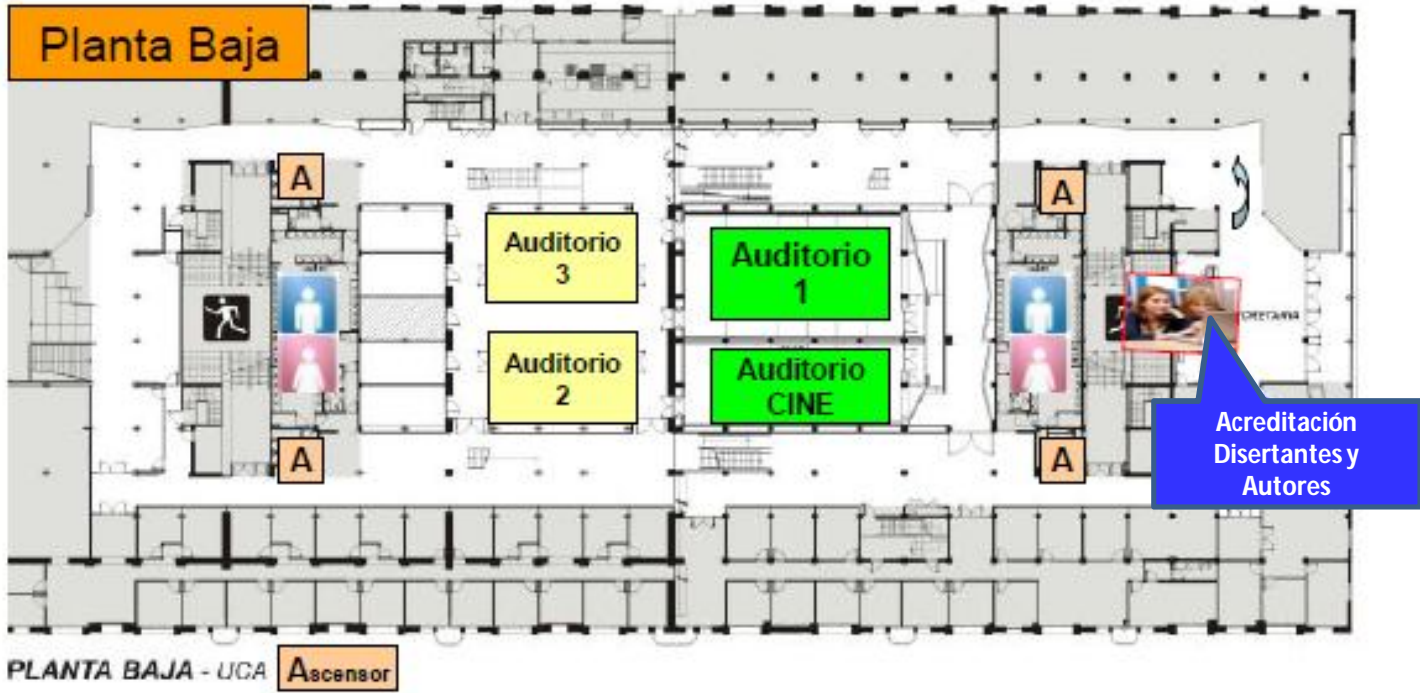 Planta Baja
A
A
Auditorio
3
Auditorio
1
Auditorio
2
Auditorio
CINE
Acreditación
Disertantes y
Autores
A
A
PLANTA BAJA - UCA
Ascensor